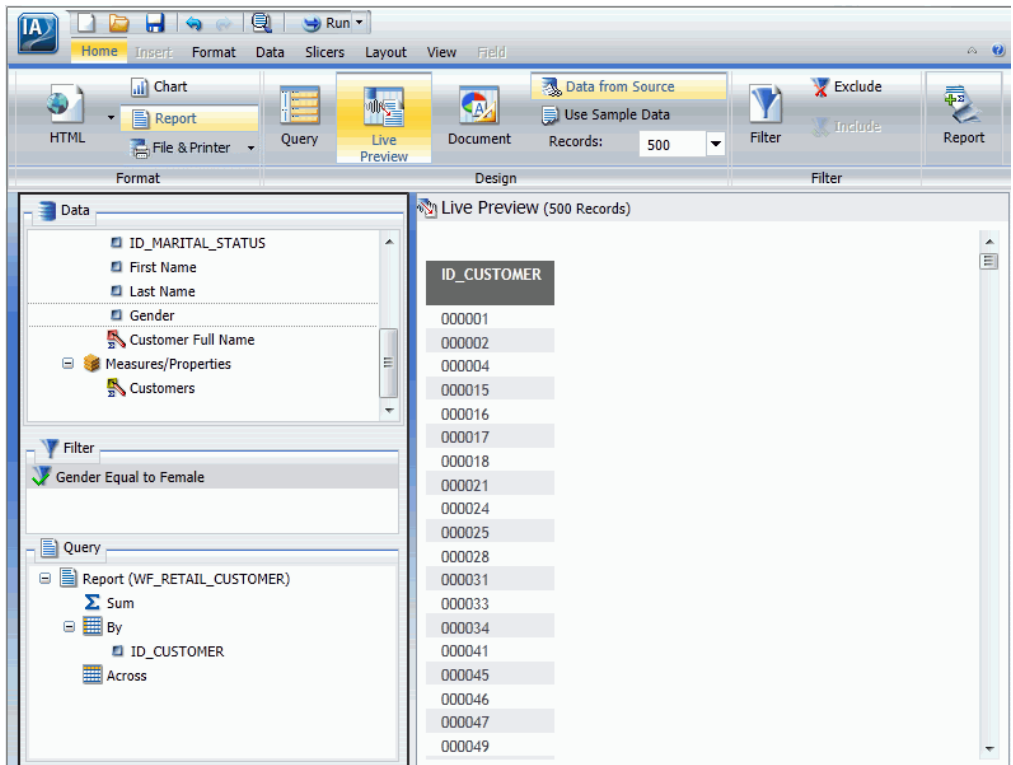 IA
Run
Home Insert Format Data Slicers Layout View Field
HTML
Chart
Report
File & Printer
Format
Query
Live
Preview
Document
Data from Source
Use Sample Data
Records: 500
Design
Filter
Exclude
Include
Filter
Report
Data
ID_MARITAL_STATUS
First Name
Last Name
Gender
Customer Full Name
Measures/Properties
Customers
Filter
Gender Equal to Female
Query
Report (WF_RETAIL_CUSTOMER)
Sum
By
ID_CUSTOMER
Across
Live Preview (500 Records)
ID_CUSTOMER
000001
000002
000004
000015
000016
000017
000018
000021
000024
000025
000028
000031
000033
000034
000041
000045
000046
000047
000049